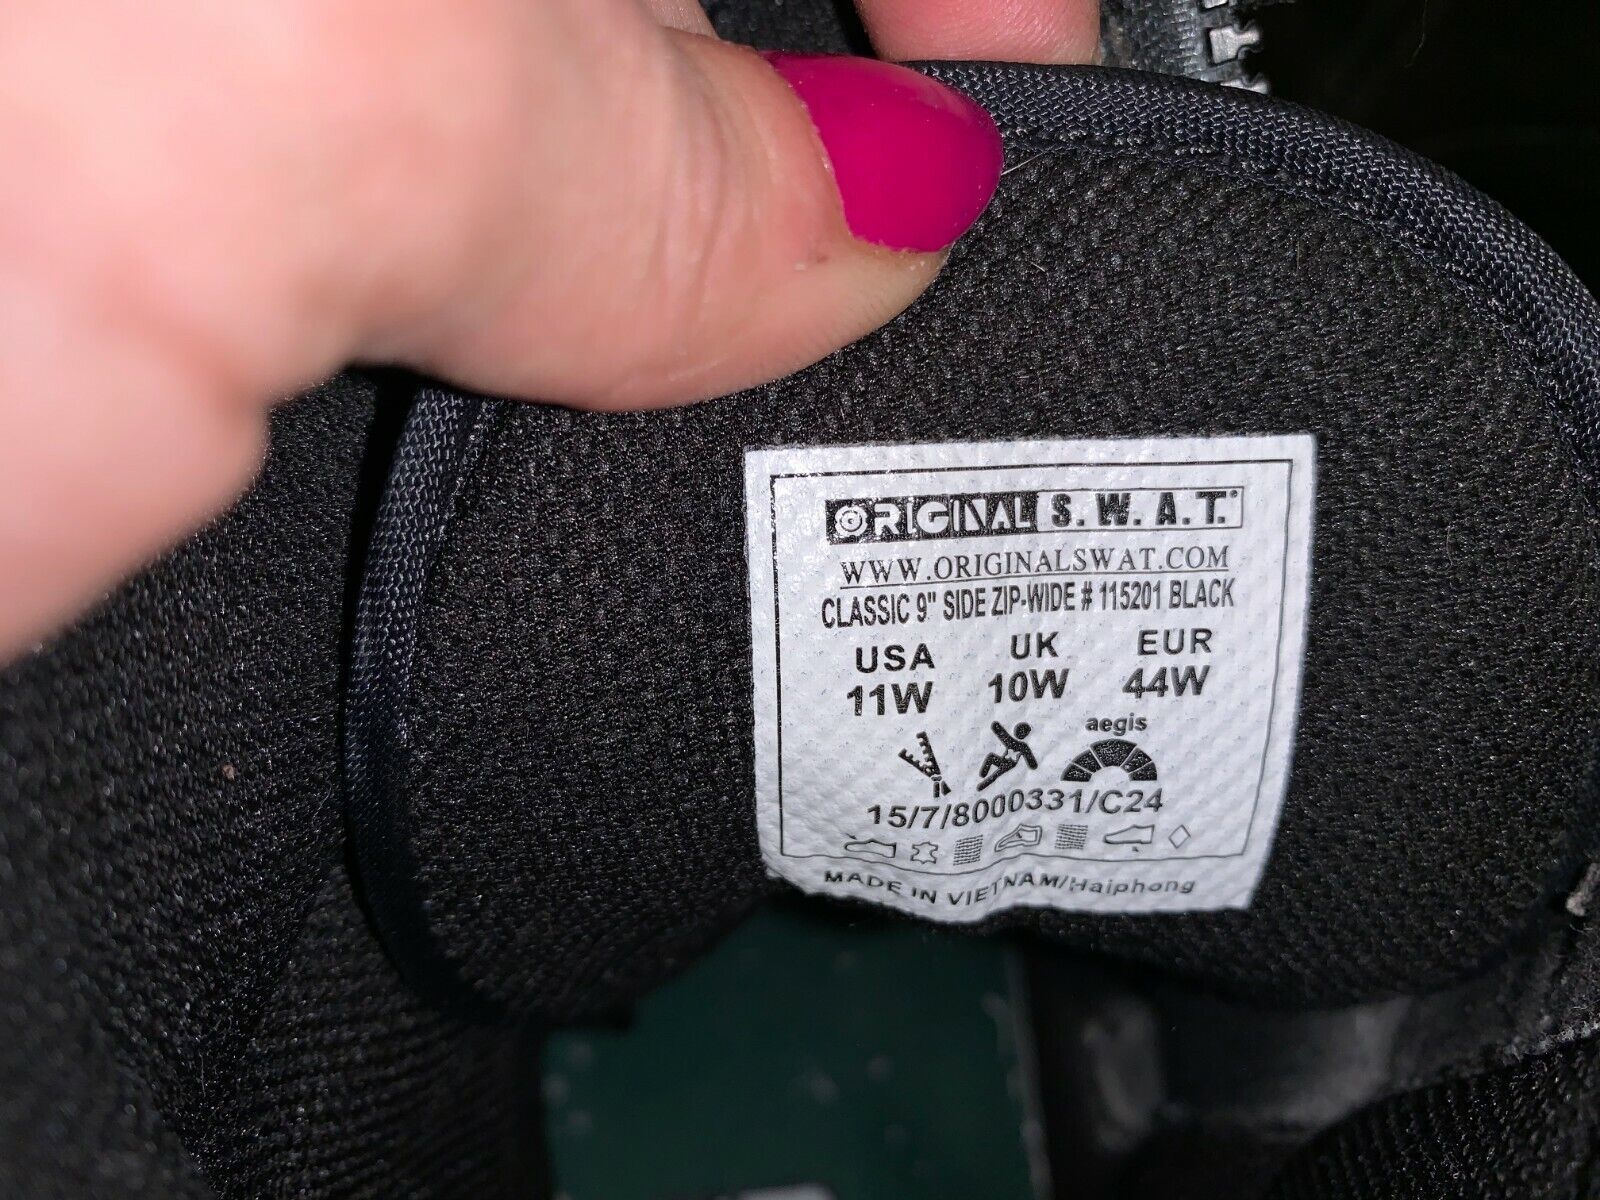 ORIGINAL S.W.A.T.®
WWW.ORIGINALSWAT.COM
CLASSIC 9" SIDE ZIP-WIDE # 115201 BLACK
USA UK EUR
11W 10W 44W
aegis
15/7/8000331/C24
MADE IN VIETNAM/Haiphong